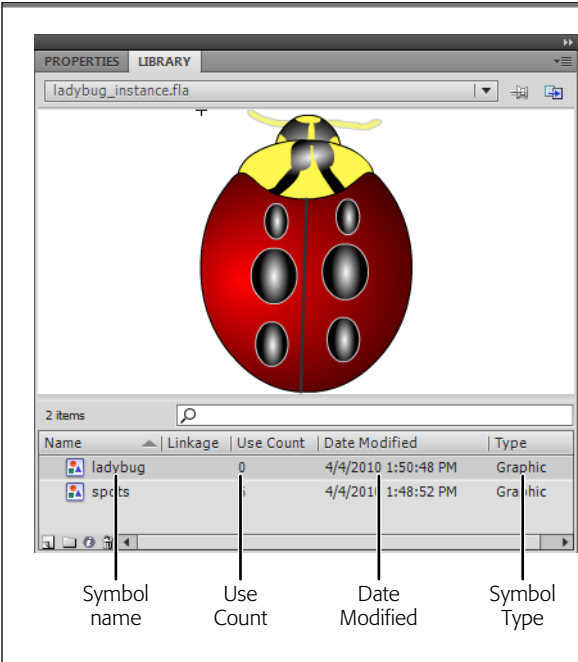 PROPERTIES LIBRARY
ladybug_instance.fla
2 items
Name Linkage Use Count Date Modified Type
ladybug 0 4/4/2010 1:50:48 PM Graphic
spots 4/4/2010 1:48:52 PM Graphic
Symbol name
Use Count
Date Modified
Symbol Type